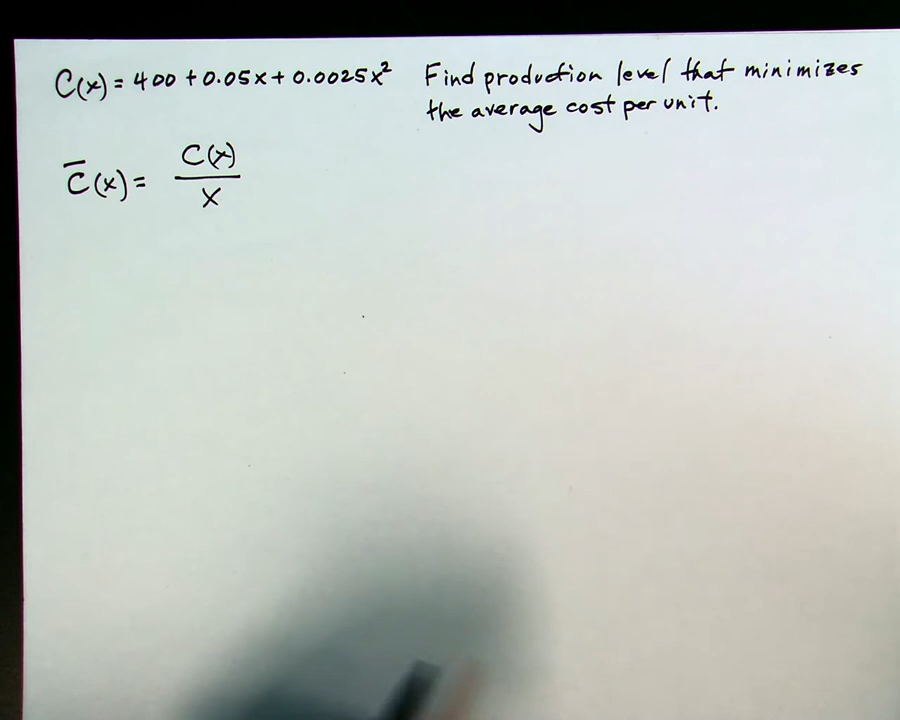 C(x) = 400 + 0.05x + 0.0025x² Find production level that minimizes
the average cost per unit.
C̅(x) = C(x)
x